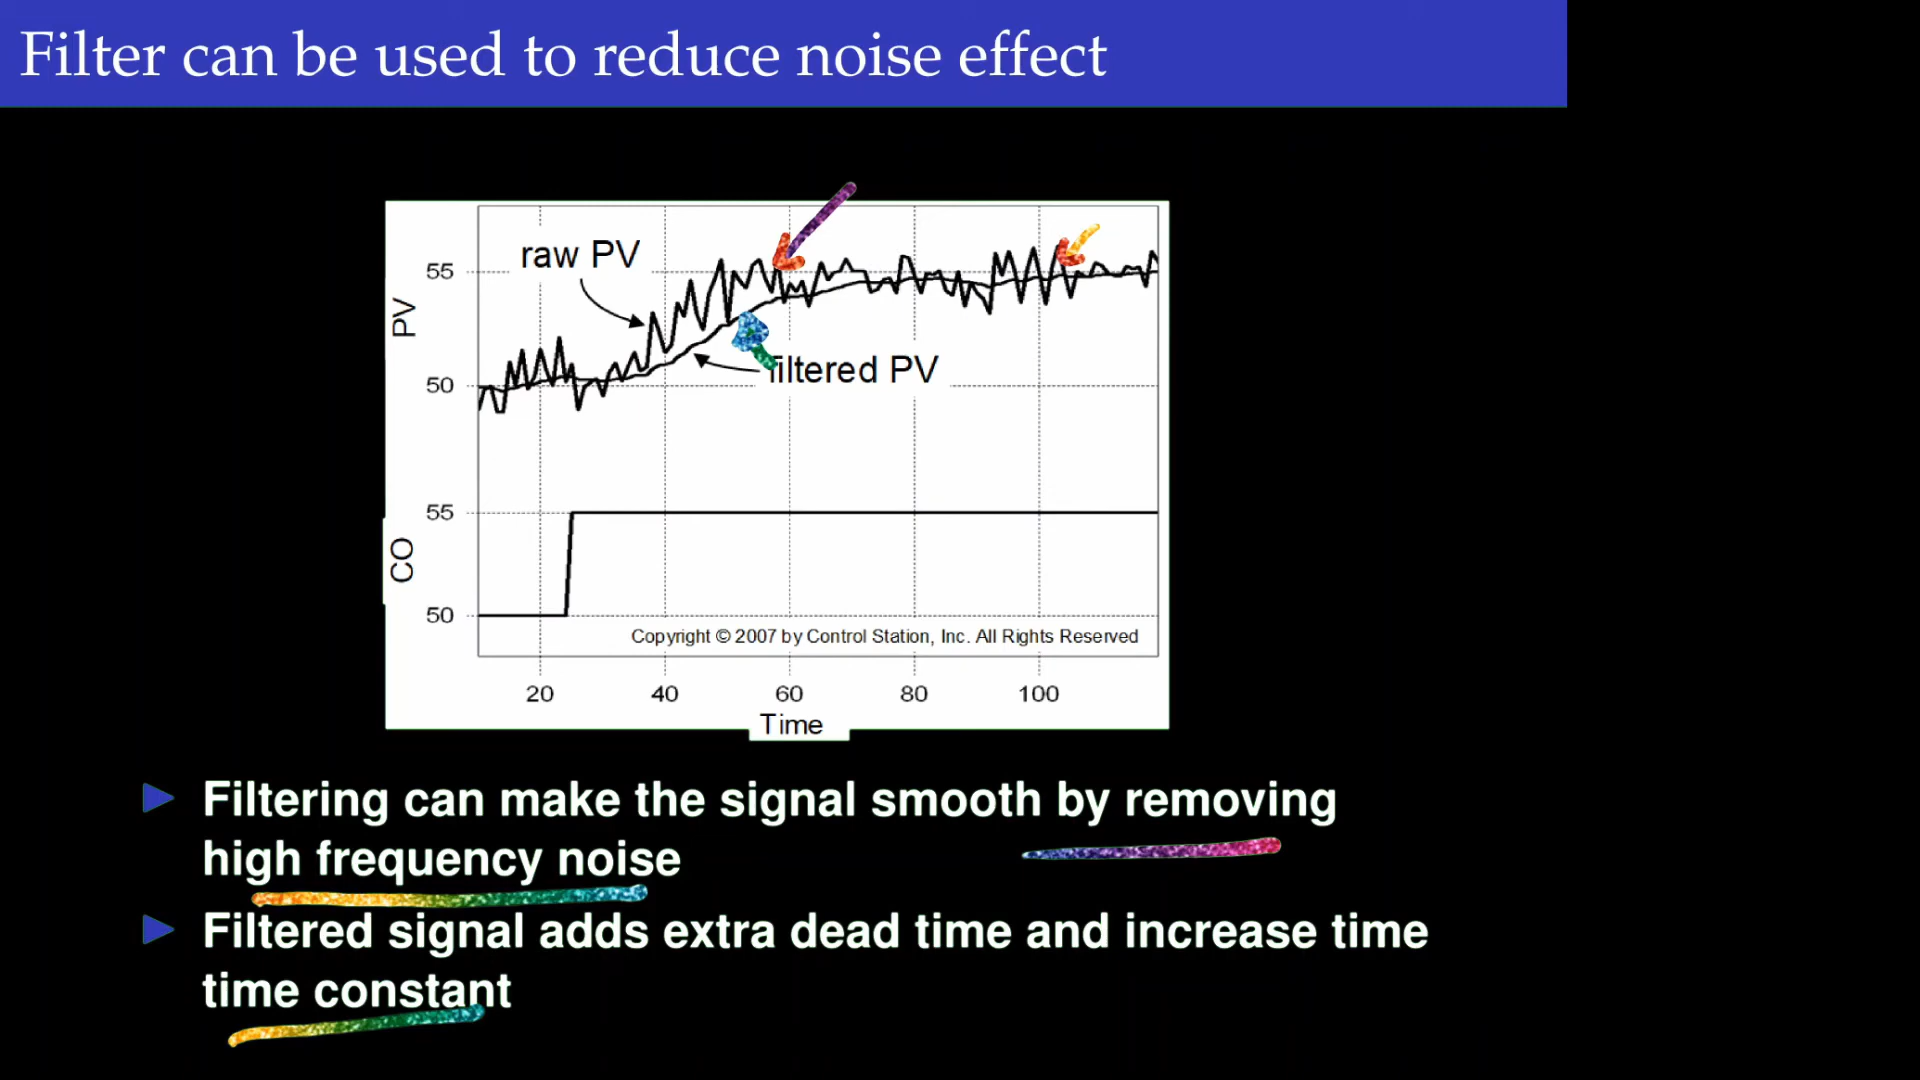 Filter can be used to reduce noise effect
raw PV
55
PV
filtered PV
50
55
CO
50
Copyright © 2007 by Control Station, Inc. All Rights Reserved
20 40 60 80 100
Time
Filtering can make the signal smooth by removing
high frequency noise
Filtered signal adds extra dead time and increase time
time constant